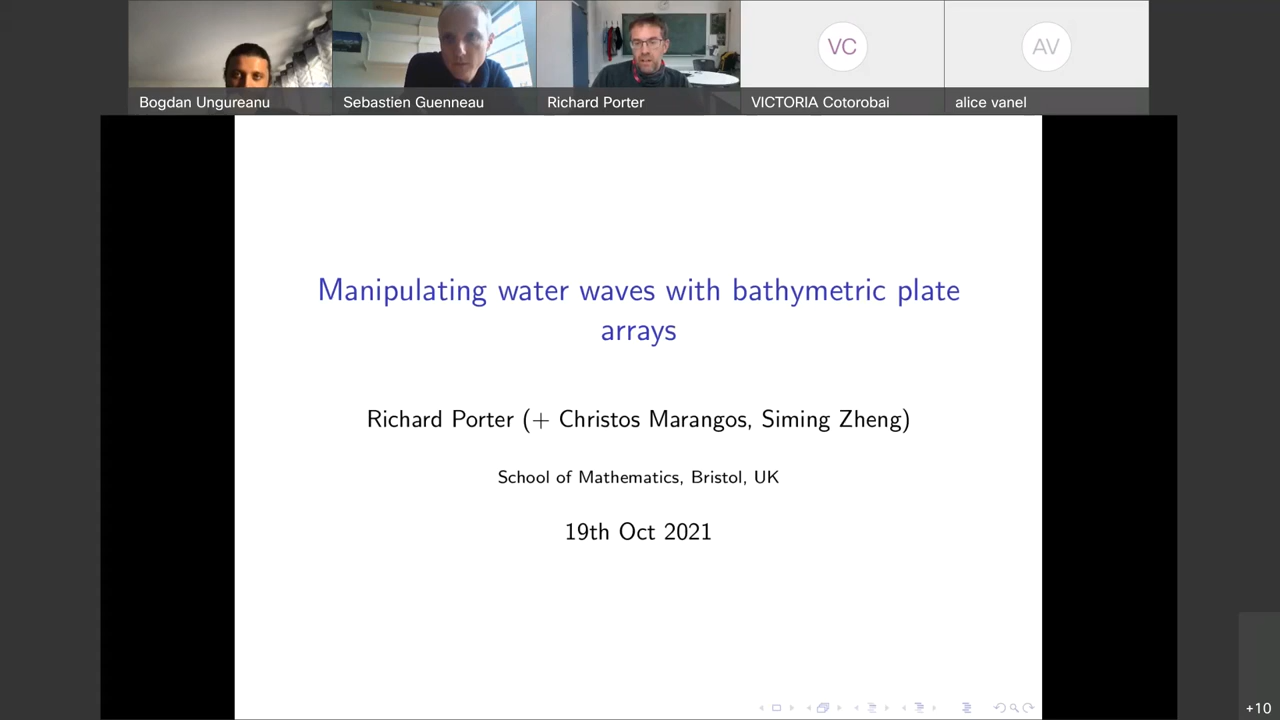 Bogdan Ungureanu
Sebastien Guenneau
Richard Porter
VC
VICTORIA Cotorobai
AV
alice vanel
Manipulating water waves with bathymetric plate
arrays
Richard Porter (+ Christos Marangos, Siming Zheng)
School of Mathematics, Bristol, UK
19th Oct 2021
+10